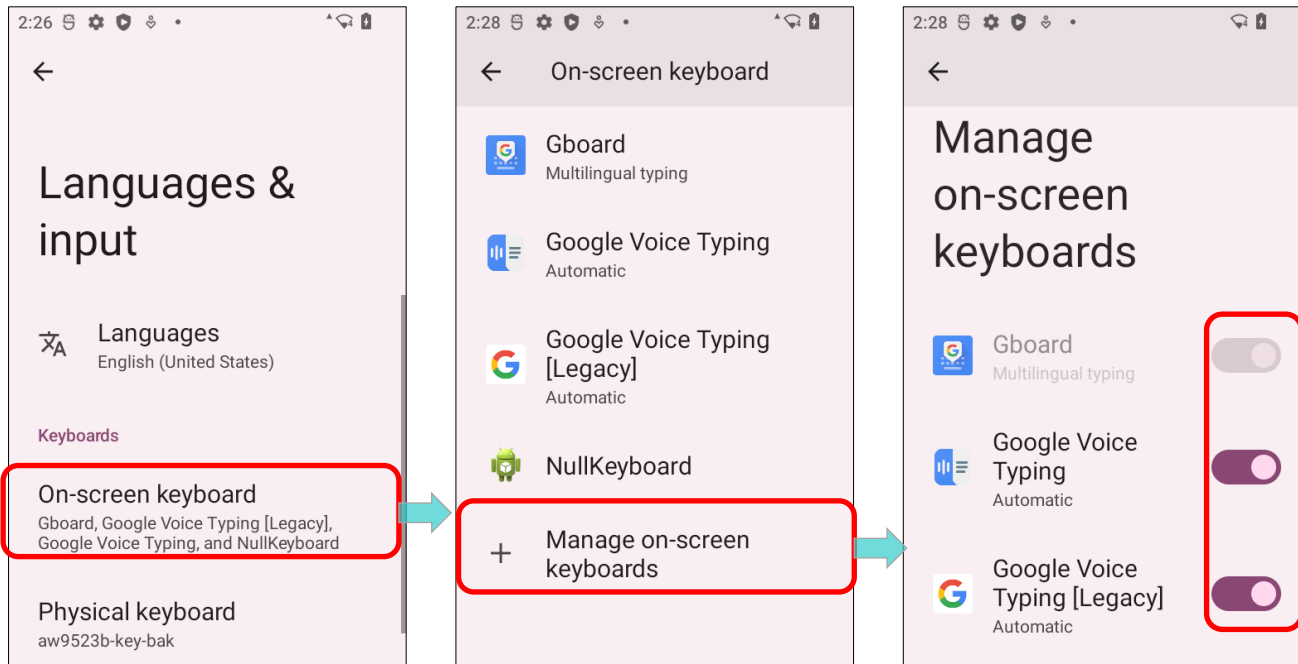 2:26
Languages &
input
Languages
English (United States)
Keyboards
On-screen keyboard
Gboard, Google Voice Typing [Legacy],
Google Voice Typing, and NullKeyboard
Physical keyboard
aw9523b-key-bak
2:28
On-screen keyboard
Gboard
Multilingual typing
Google Voice Typing
Automatic
Google Voice Typing
[Legacy]
Automatic
NullKeyboard
Manage on-screen
keyboards
2:28
Manage
on-screen
keyboards
Gboard
Multilingual typing
Google Voice
Typing
Automatic
Google Voice
Typing [Legacy]
Automatic